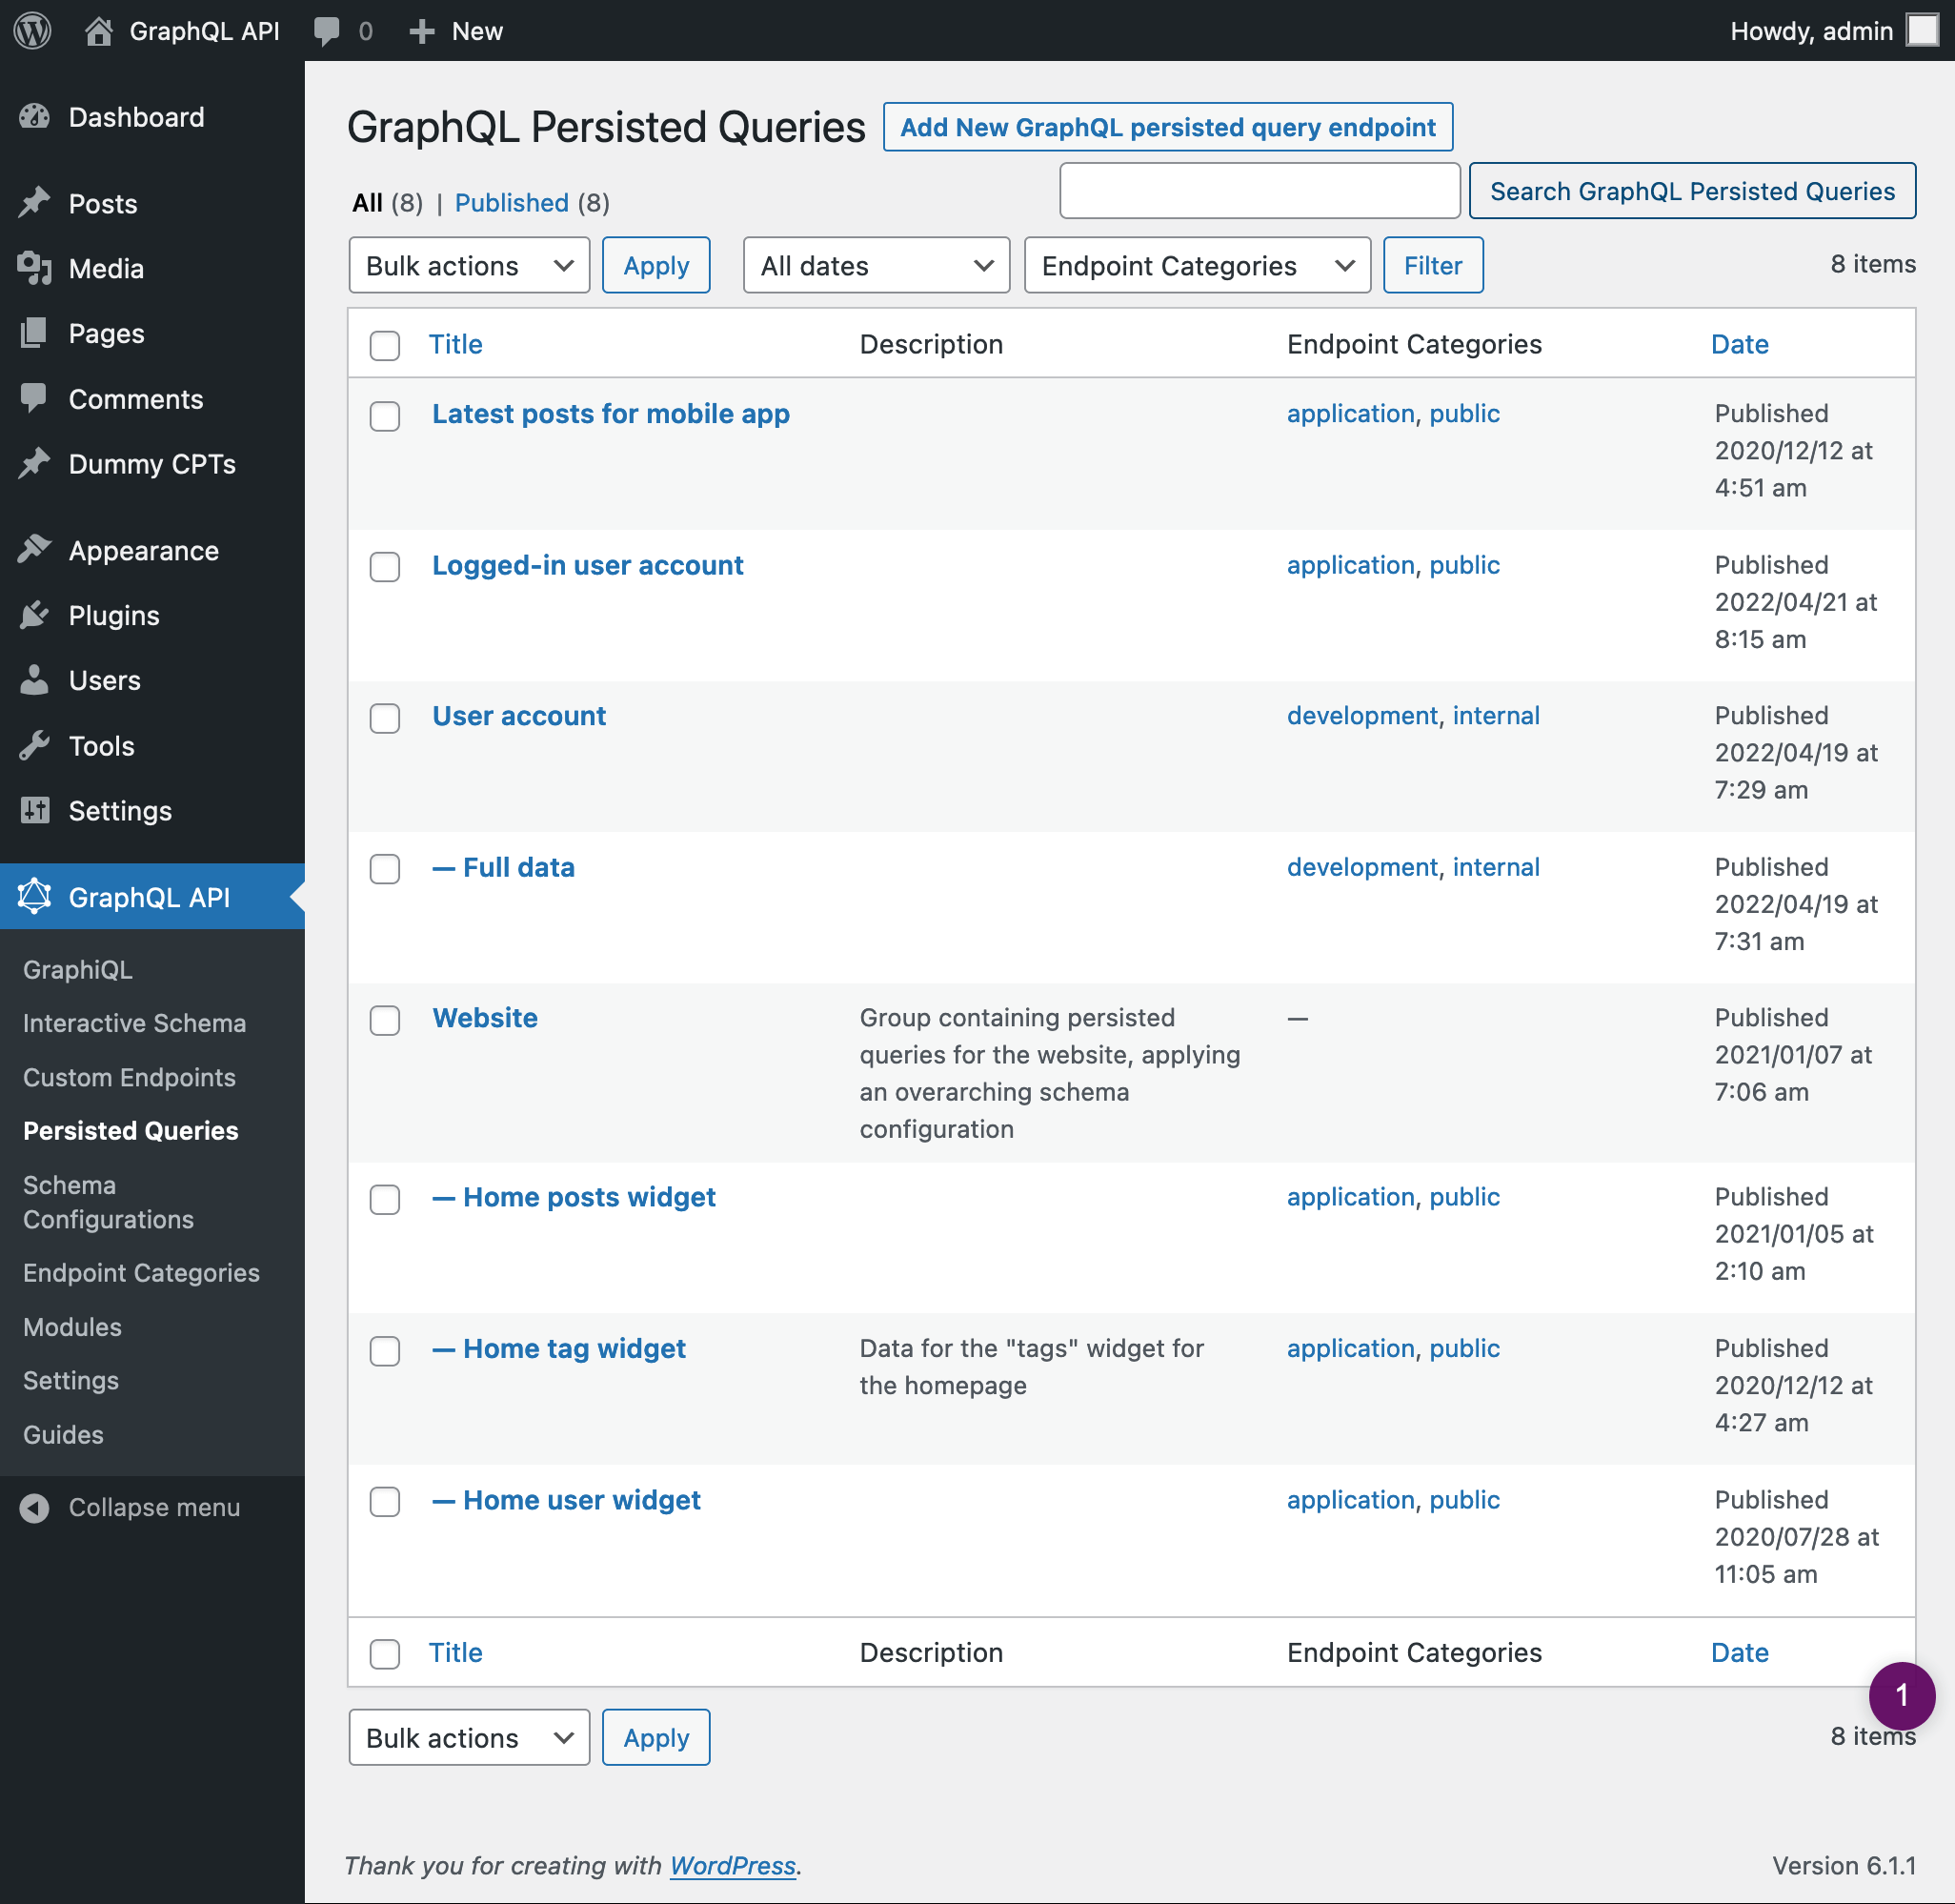 GraphQL API 0 New Howdy, admin
Dashboard
Posts
Media
Pages
Comments
Dummy CPTs
Appearance
Plugins
Users
Tools
Settings
GraphQL API
GraphiQL
Interactive Schema
Custom Endpoints
Persisted Queries
Schema
Configurations
Endpoint Categories
Modules
Settings
Guides
Collapse menu
GraphQL Persisted Queries Add New GraphQL persisted query endpoint
All (8) | Published (8) Search GraphQL Persisted Queries
Bulk actions Apply All dates Endpoint Categories Filter 8 items
Title Description Endpoint Categories Date
Latest posts for mobile app application, public Published
2020/12/12 at
4:51 am
Logged-in user account application, public Published
2022/04/21 at
8:15 am
User account development, internal Published
2022/04/19 at
7:29 am
— Full data development, internal Published
2022/04/19 at
7:31 am
Website Group containing persisted — Published
queries for the website, applying 2021/01/07 at
an overarching schema 7:06 am
configuration
— Home posts widget application, public Published
2021/01/05 at
2:10 am
— Home tag widget Data for the "tags" widget for application, public Published
the homepage 2020/12/12 at
4:27 am
— Home user widget application, public Published
2020/07/28 at
11:05 am
Title Description Endpoint Categories Date
1
Bulk actions Apply 8 items
Thank you for creating with WordPress. Version 6.1.1